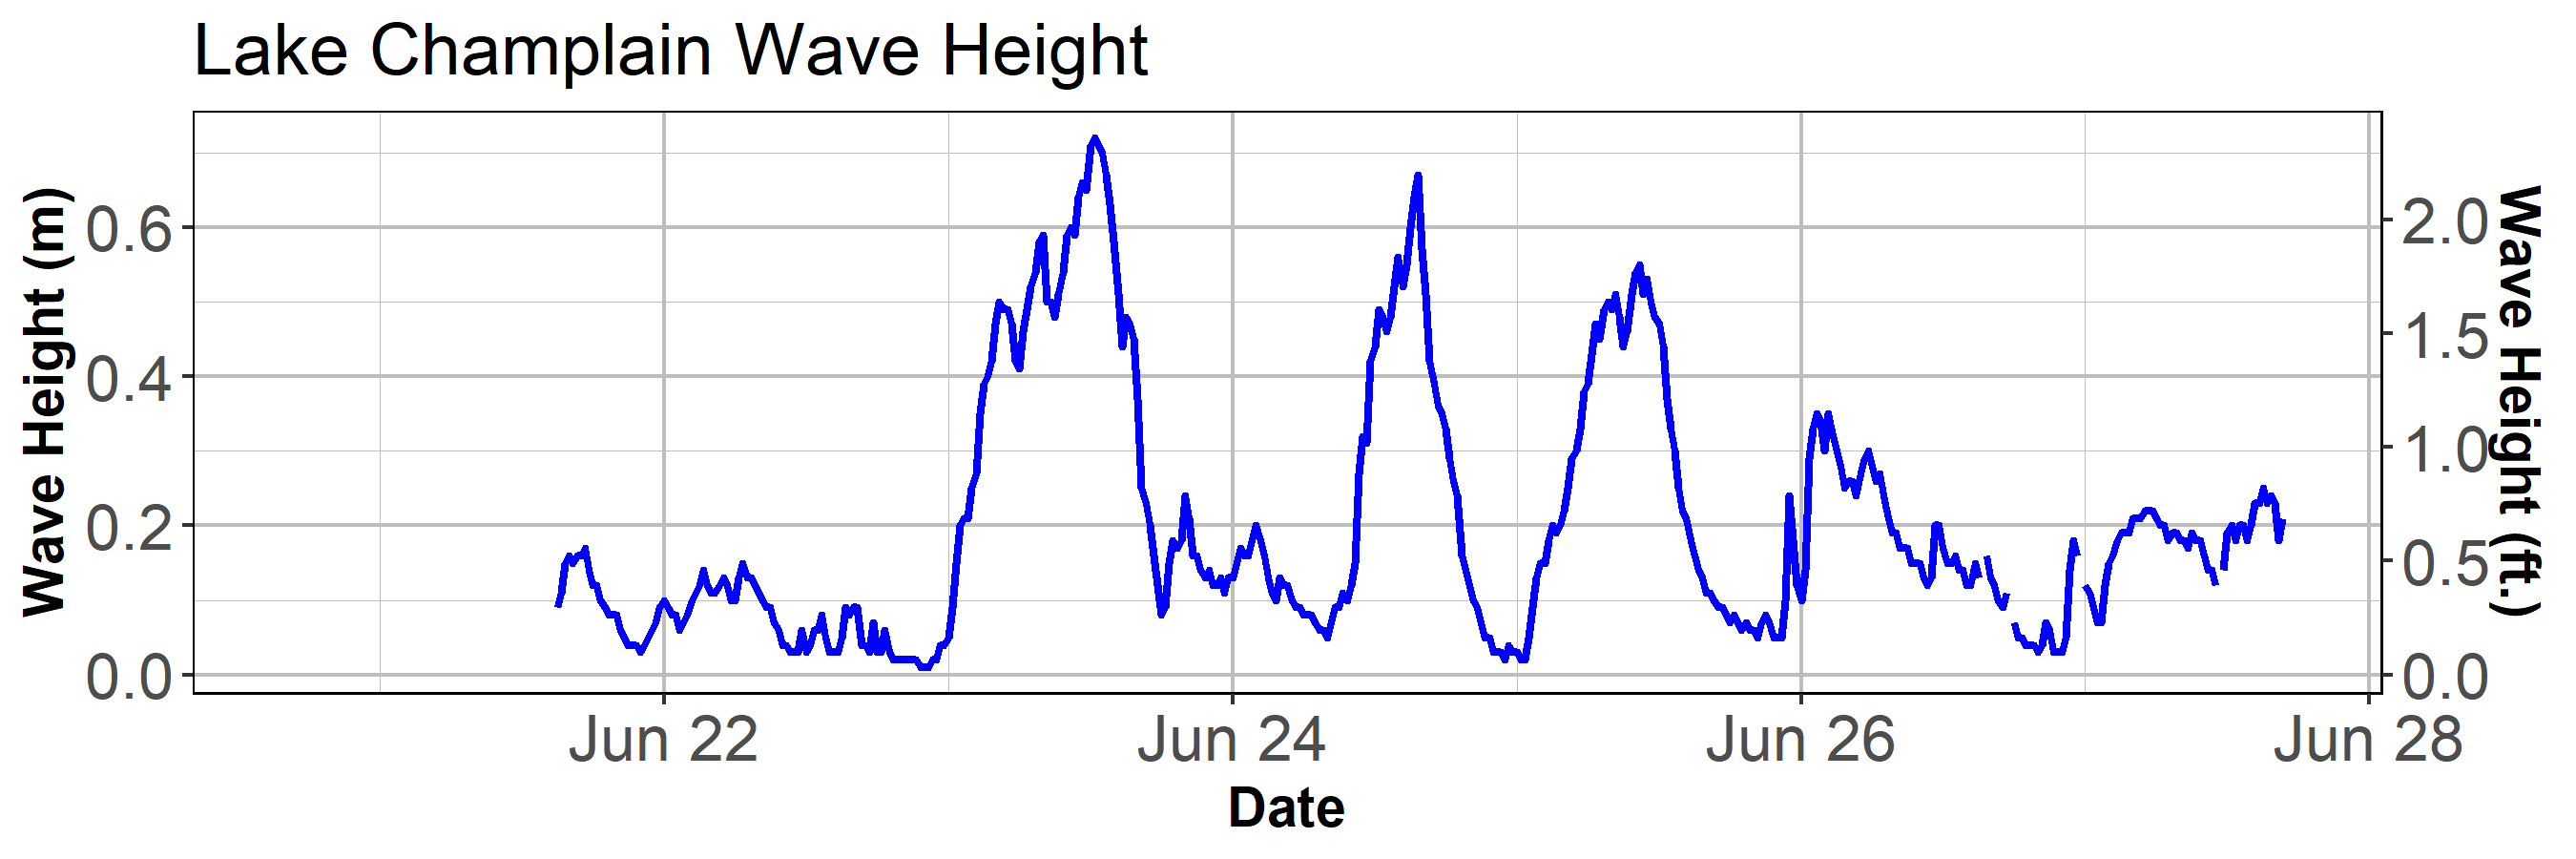 Lake Champlain Wave Height
Wave Height (m)
0.6
0.4
0.2
0.0
2.0
1.5
1.0
0.5
0.0
Wave Height (ft.)
Jun 22
Jun 24
Jun 26
Jun 28
Date